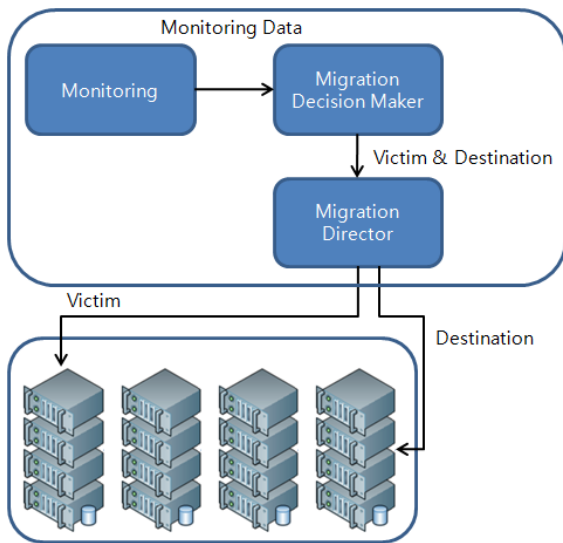 Monitoring Data
Monitoring
Migration
Decision Maker
Victim & Destination
Migration
Director
Victim
Destination